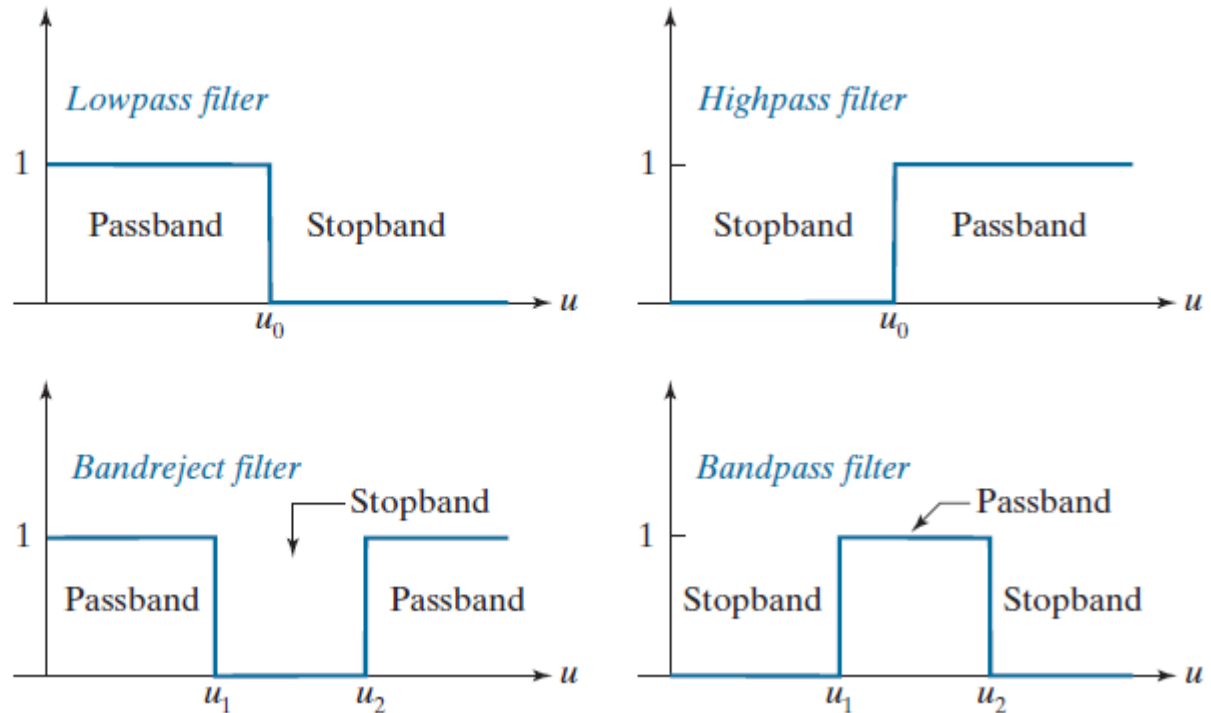 Lowpass filter
1
Passband Stopband
u₀
u
Highpass filter
1
Stopband Passband
u₀
u
Bandreject filter
Stopband
1
Passband Passband
u₁ u₂
u
Bandpass filter
Passband
1
Stopband Stopband
u₁ u₂
u